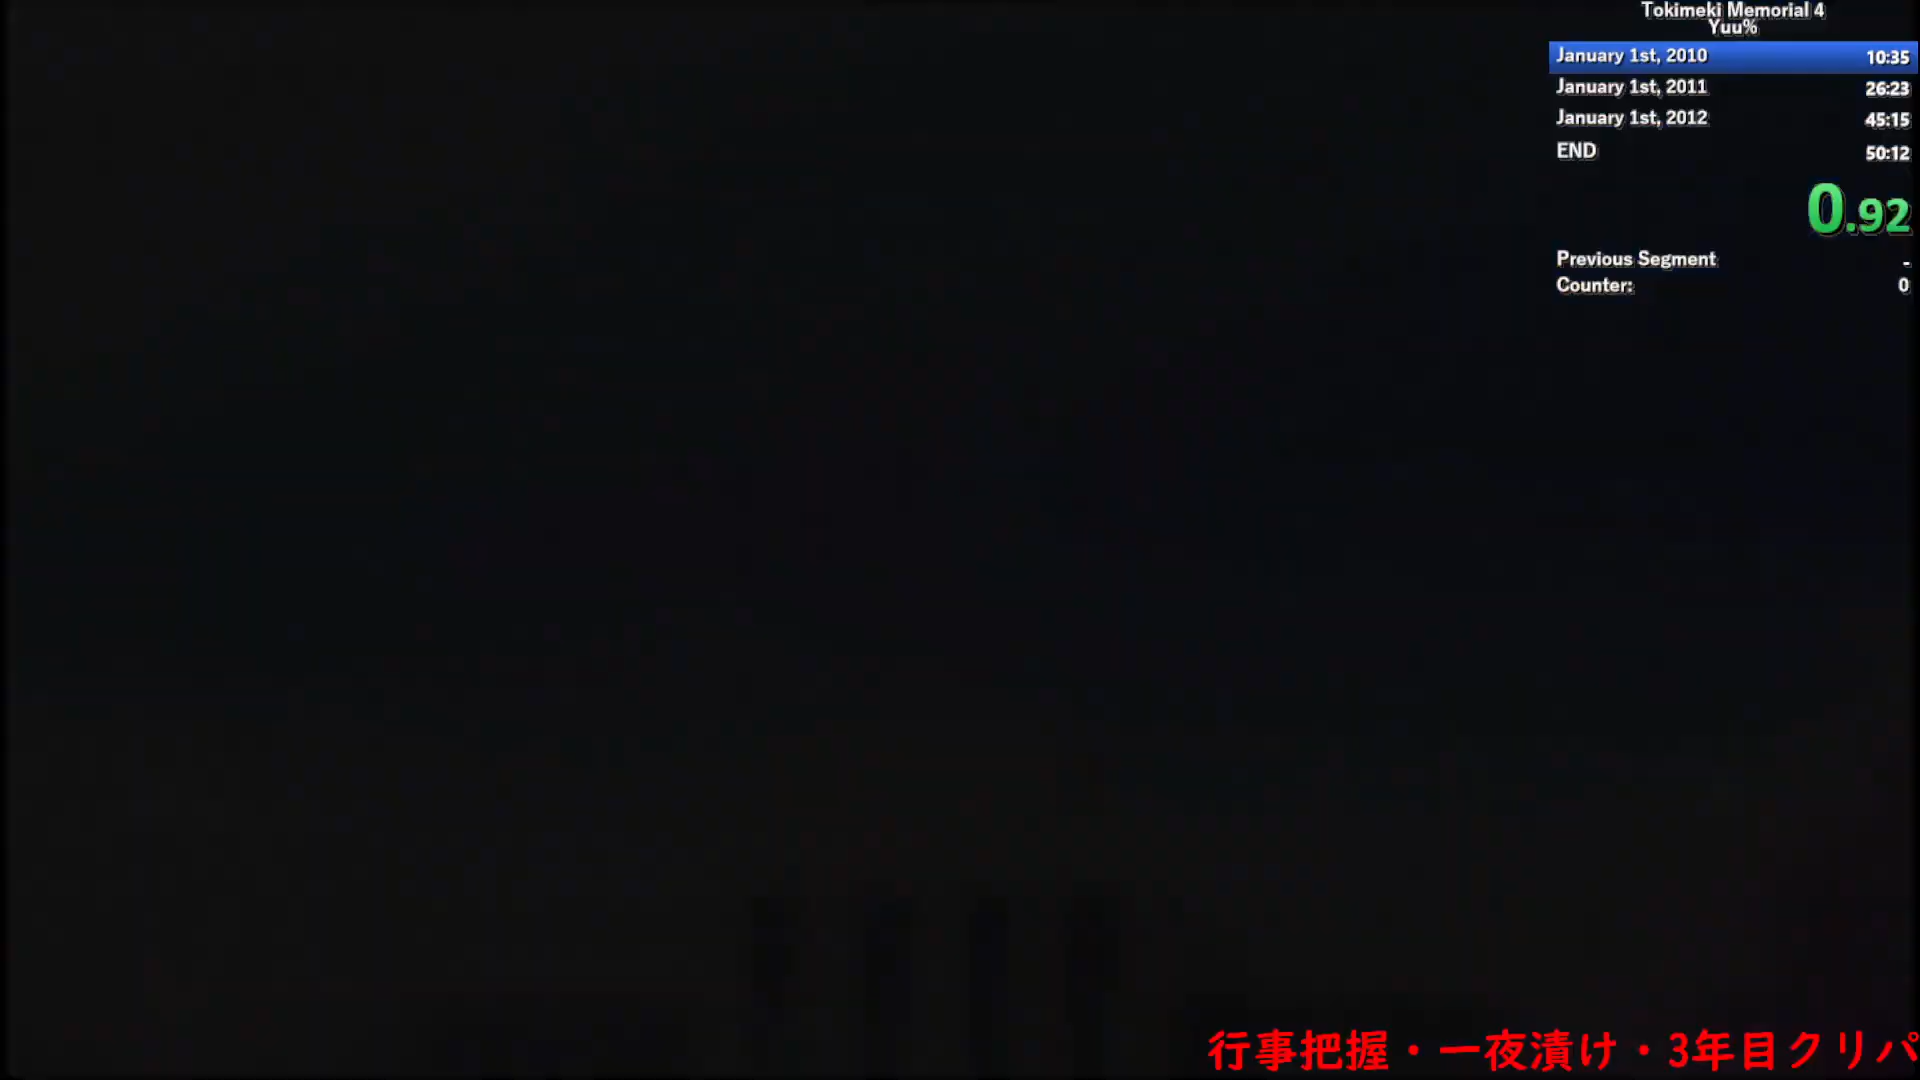 Tokimeki Memorial 4
Yuu%
January 1st, 2010 10:35
January 1st, 2011 26:23
January 1st, 2012 45:15
END 50:12
0.92
Previous Segment -
Counter: 0
行事把握・一夜漬け・3年目クリパ